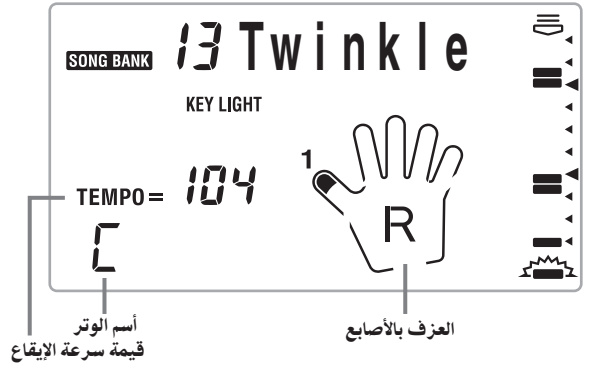 SONG BANK 13 Twinkle
KEY LIGHT
1
TEMPO= 104
R
C
أسم الوتر
قيمة سرعة الإيقاع
العزف بالأصابع